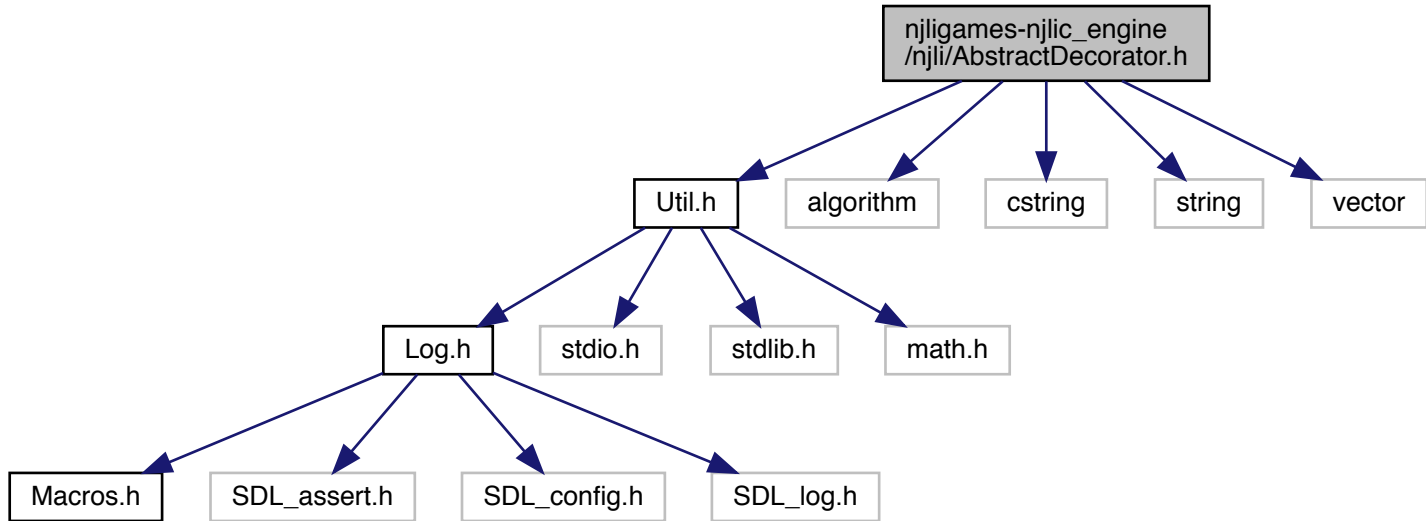 njligames-njlic_engine
/njli/AbstractDecorator.h
Util.h
algorithm
cstring
string
vector
Log.h
stdio.h
stdlib.h
math.h
Macros.h
SDL_assert.h
SDL_config.h
SDL_log.h